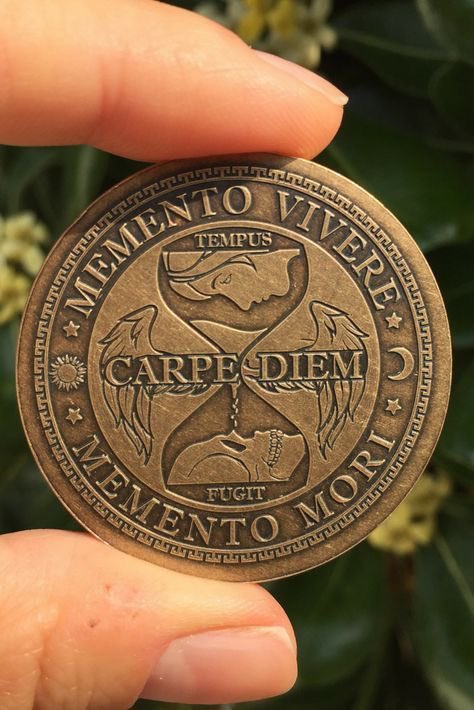 MEMENTO VIVERE
TEMPUS
CARPE DIEM
FUGIT
MEMENTO MORI